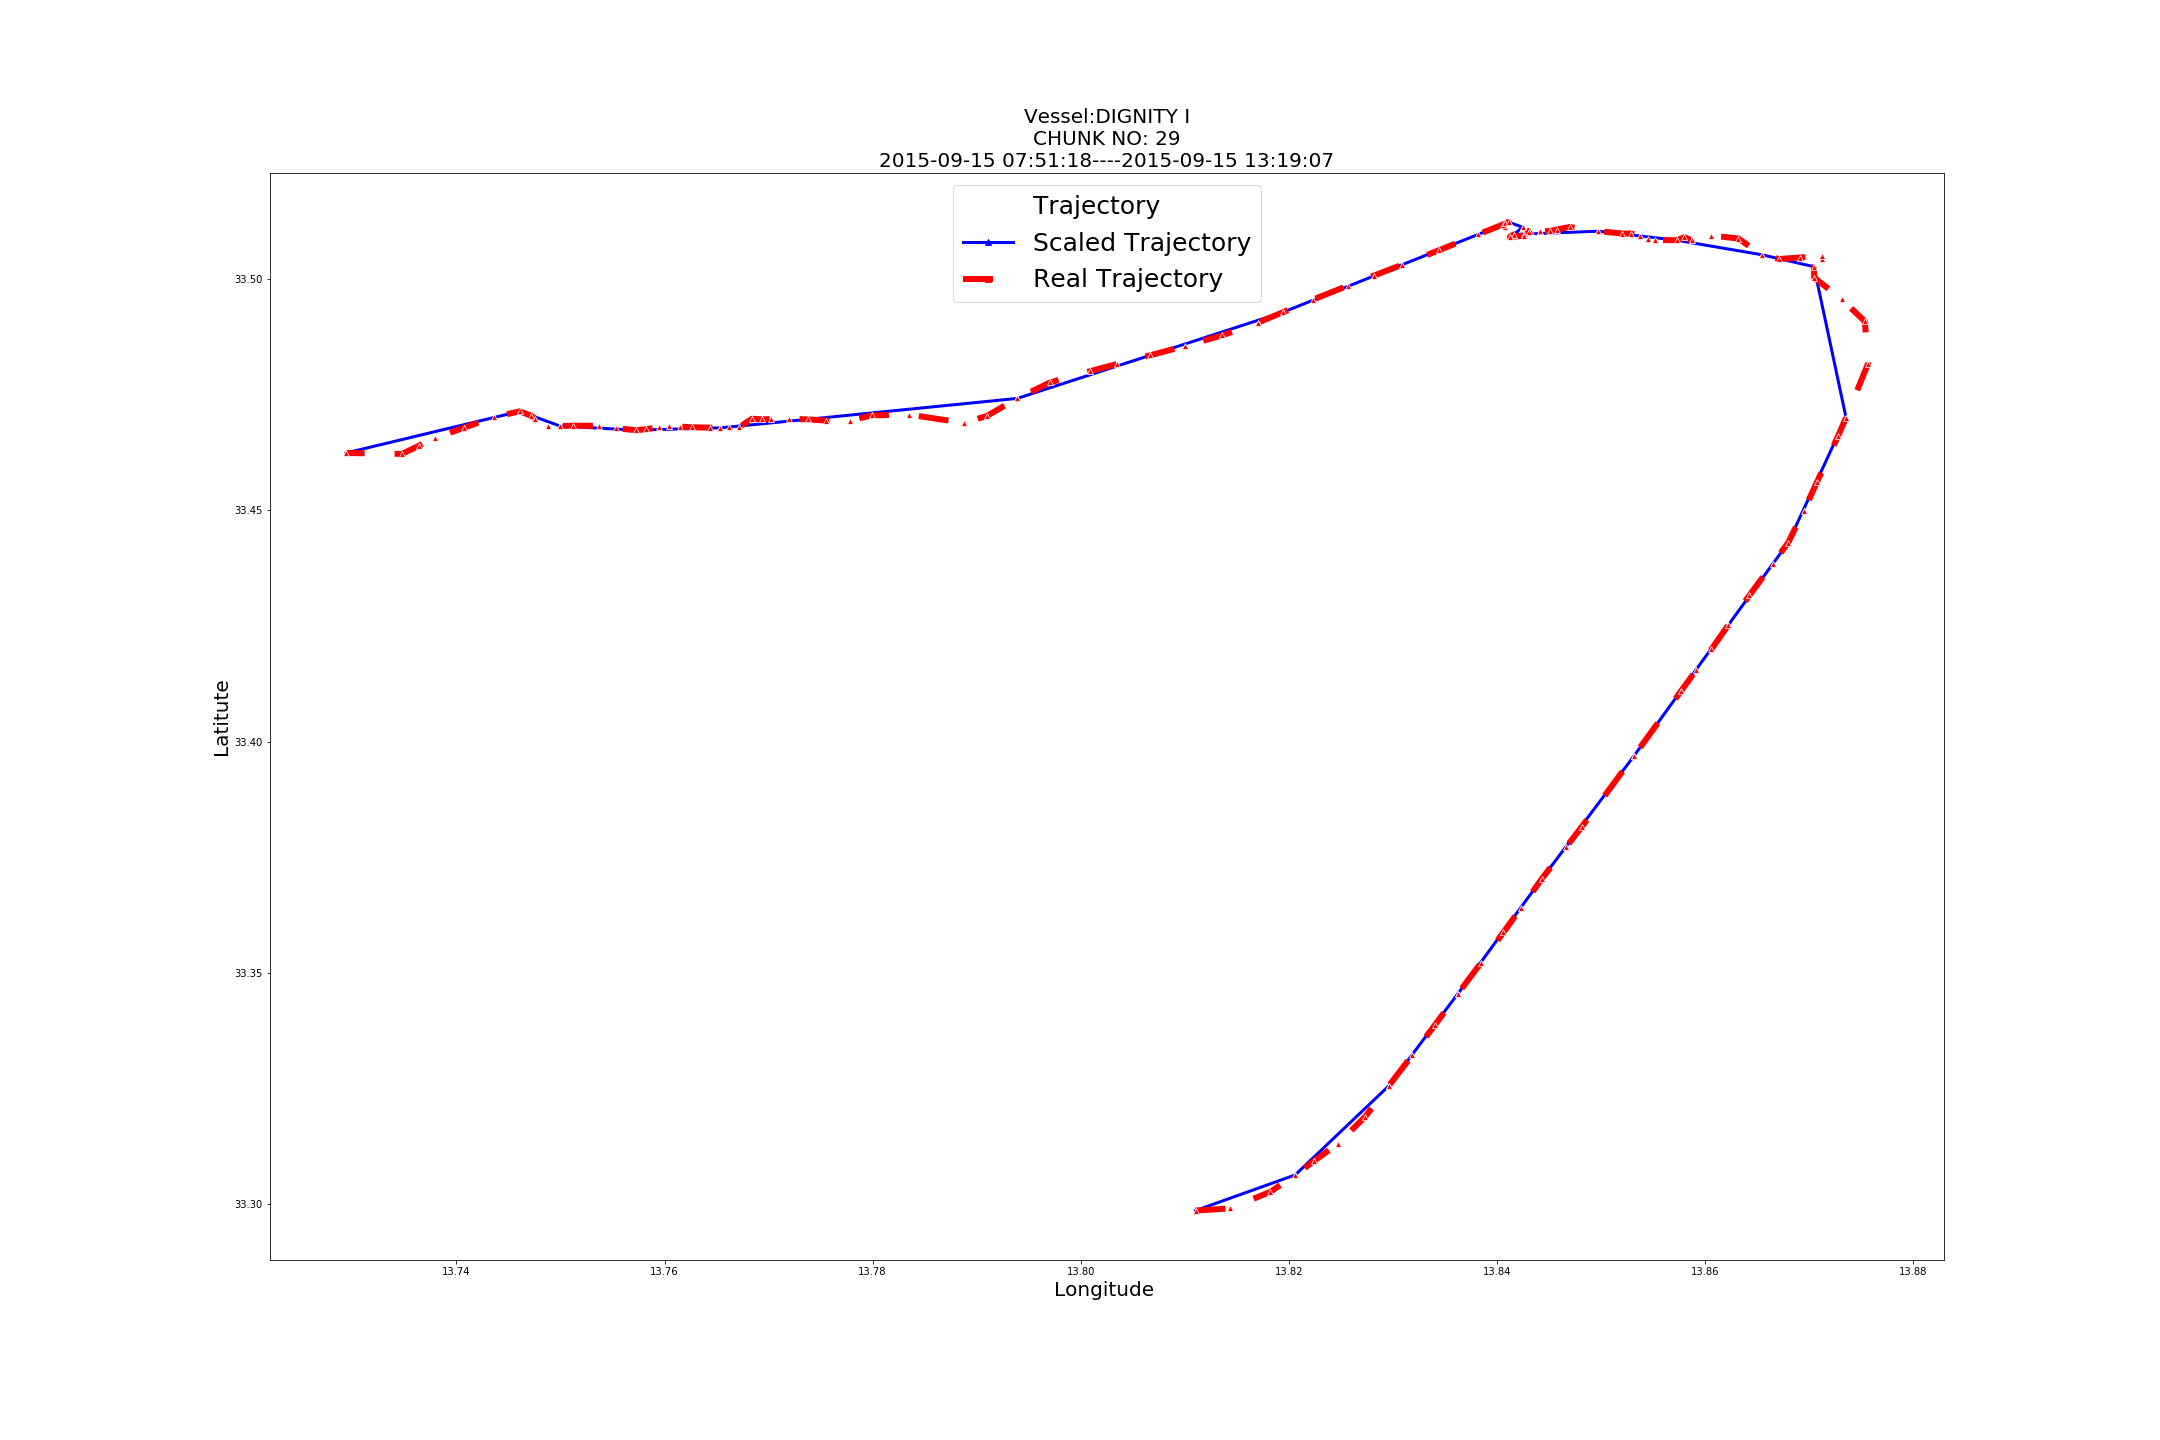 Vessel:DIGNITY I
CHUNK NO: 29
2015-09-15 07:51:18----2015-09-15 13:19:07
Trajectory
Scaled Trajectory
Real Trajectory
33.50
33.45
33.40
33.35
33.30
Latitute
13.74
13.76
13.78
13.80
13.82
13.84
13.86
13.88
Longitude